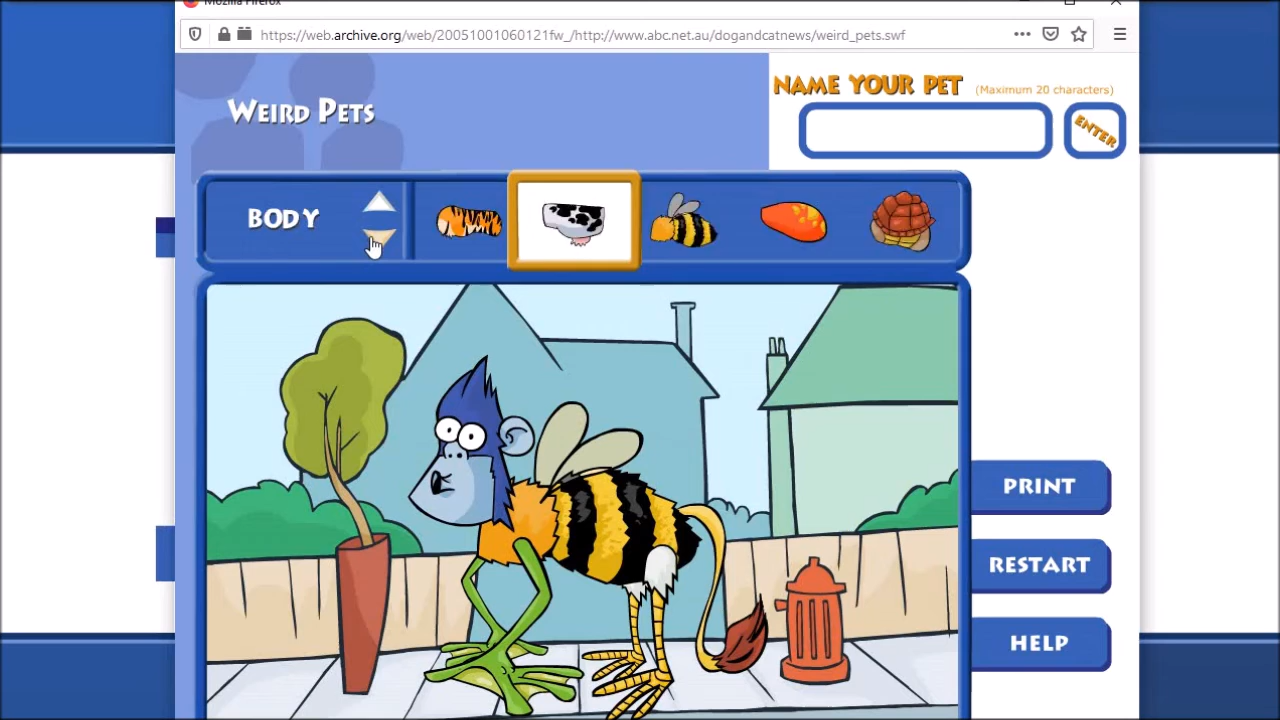 Mozilla Firefox
https://web.archive.org/web/20051001060121fw_/http://www.abc.net.au/dogandcatnews/weird_pets.swf
WEIRD PETS
NAME YOUR PET (Maximum 20 characters)
ENTER
BODY
PRINT
RESTART
HELP